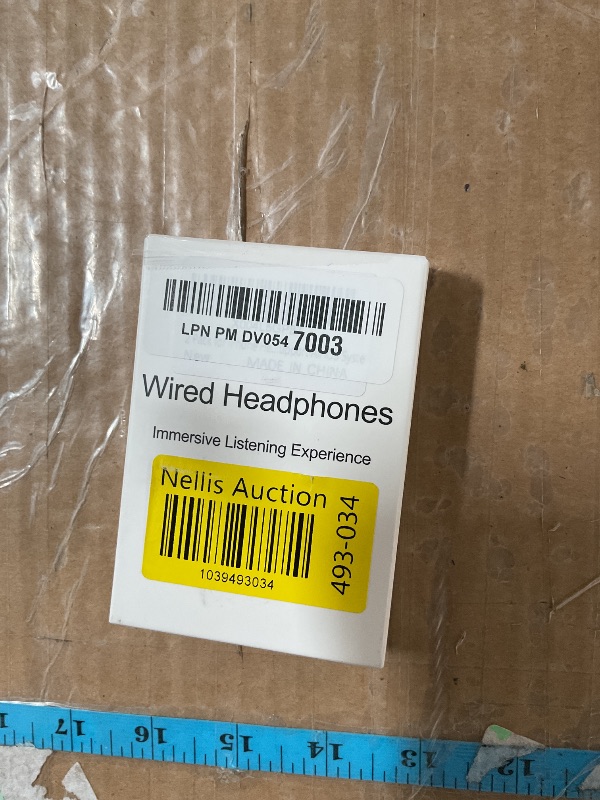 LPN PM DV054 7003
New
MADE IN CHINA
Wired Headphones
Immersive Listening Experience
Nellis Auction
1039493034
493-034
17 16 15 14 13 12